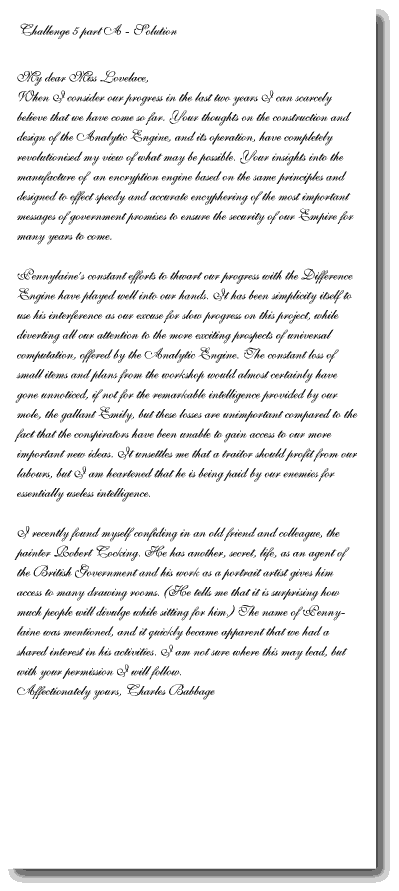 Challenge 5 part A - Solution
My dear Miss Lovelace,
When I consider our progress in the last two years I can scarcely
believe that we have come so far. Your thoughts on the construction and
design of the Analytic Engine, and its operation, have completely
revolutionised my view of what may be possible. Your insights into the
manufacture of an encryption engine based on the same principles and
designed to effect speedy and accurate encyphering of the most important
messages of government promises to ensure the security of our Empire for
many years to come.
Pennylaine's constant efforts to thwart our progress with the Difference
Engine have played well into our hands. It has been simplicity itself to
use his interference as our excuse for slow progress on this project, while
diverting all our attention to the more exciting prospects of universal
computation, offered by the Analytic Engine. The constant loss of
small items and plans from the workshop would almost certainly have
gone unnoticed, if not for the remarkable intelligence provided by our
mole, the gallant Emily, but these losses are unimportant compared to the
fact that the conspirators have been unable to gain access to our more
important new ideas. It unsettles me that a traitor should profit from our
labours, but I am heartened that he is being paid by our enemies for
essentially useless intelligence.
I recently found myself confiding in an old friend and colleague, the
painter Robert Cocking. He has another, secret, life, as an agent of
the British Government and his work as a portrait artist gives him
access to many drawing rooms. (He tells me that it is surprising how
much people will divulge while sitting for him.) The name of Penny-
laine was mentioned, and it quickly became apparent that we had a
shared interest in his activities. I am not sure where this may lead, but
with your permission I will follow.
Affectionately yours, Charles Babbage